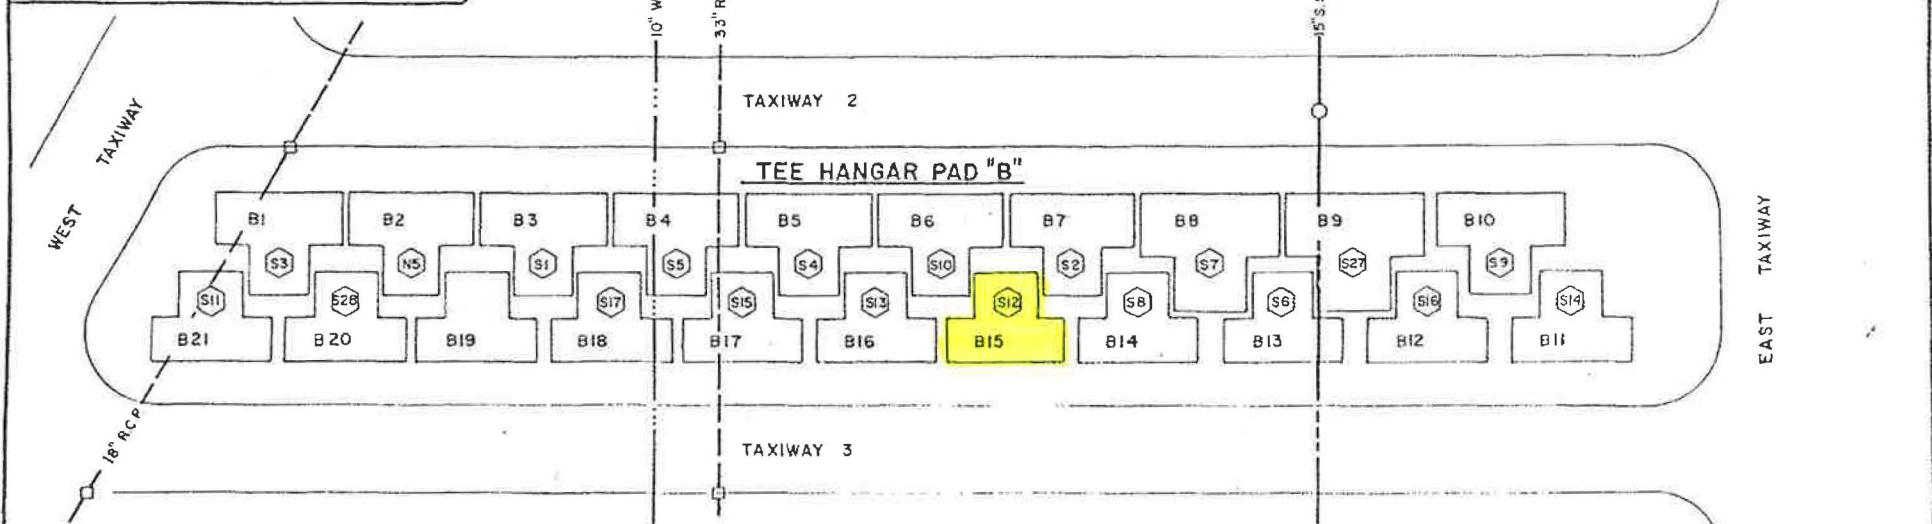 10" W
33" R
15" S.S
TAXIWAY 2
WEST TAXIWAY
TEE HANGAR PAD "B"
B1
B2
B3
B4
B5
B6
B7
B8
B9
B10
S3
N5
S1
S5
S4
S10
S2
S7
S27
S9
S11
S28
S17
S15
S13
S12
S8
S6
S16
S14
B21
B20
B19
B18
B17
B16
B15
B14
B13
B12
B11
EAST TAXIWAY
18" R.C.P.
TAXIWAY 3